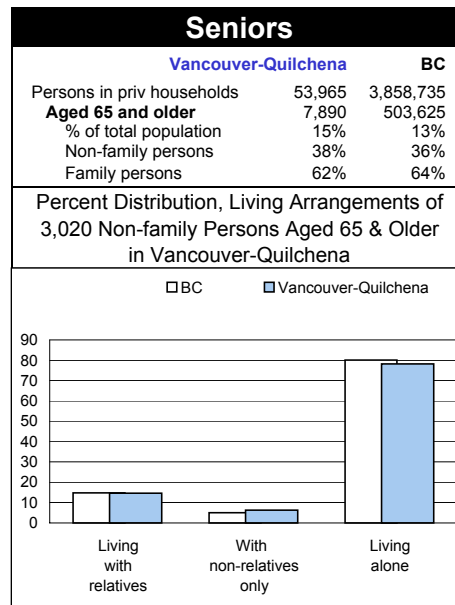 Seniors
Vancouver-Quilchena BC
Persons in priv households 53,965 3,858,735
Aged 65 and older 7,890 503,625
% of total population 15% 13%
Non-family persons 38% 36%
Family persons 62% 64%
Percent Distribution, Living Arrangements of
3,020 Non-family Persons Aged 65 & Older
in Vancouver-Quilchena
BC Vancouver-Quilchena
90
80
70
60
50
40
30
20
10
0
Living with relatives
With non-relatives only
Living alone